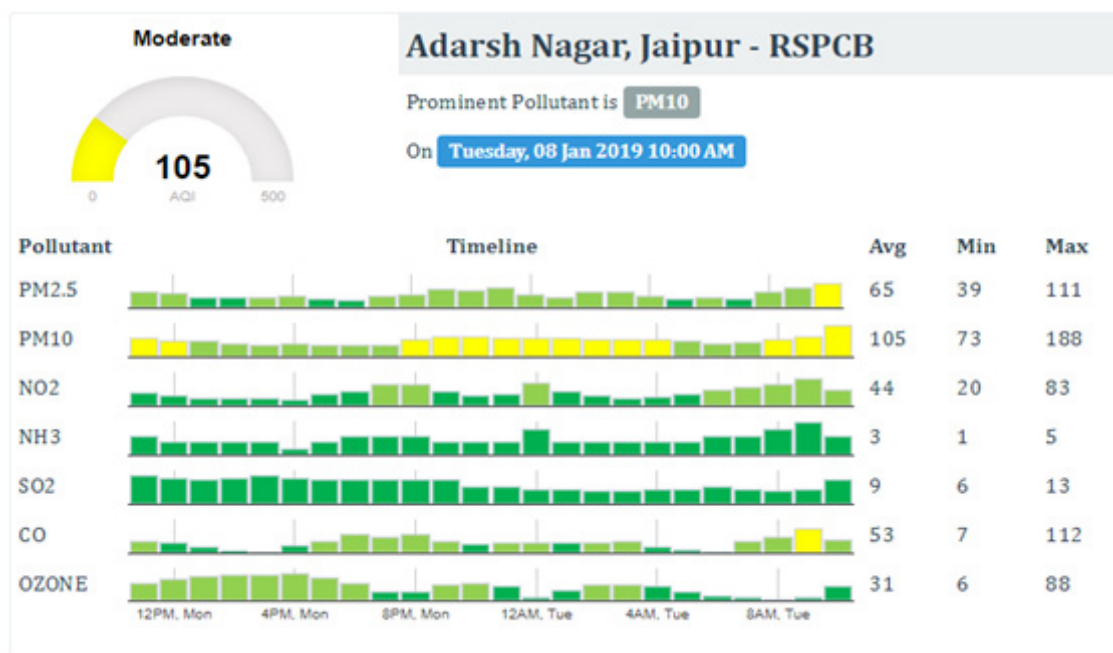 Moderate
105
0 AQI 500
Adarsh Nagar, Jaipur - RSPCB
Prominent Pollutant is PM10
On Tuesday, 08 Jan 2019 10:00 AM
Pollutant Timeline Avg Min Max
PM2.5 65 39 111
PM10 105 73 188
NO2 44 20 83
NH3 3 1 5
SO2 9 6 13
CO 53 7 112
OZONE 31 6 88
12PM, Mon 4PM, Mon 8PM, Mon 12AM, Tue 4AM, Tue 8AM, Tue